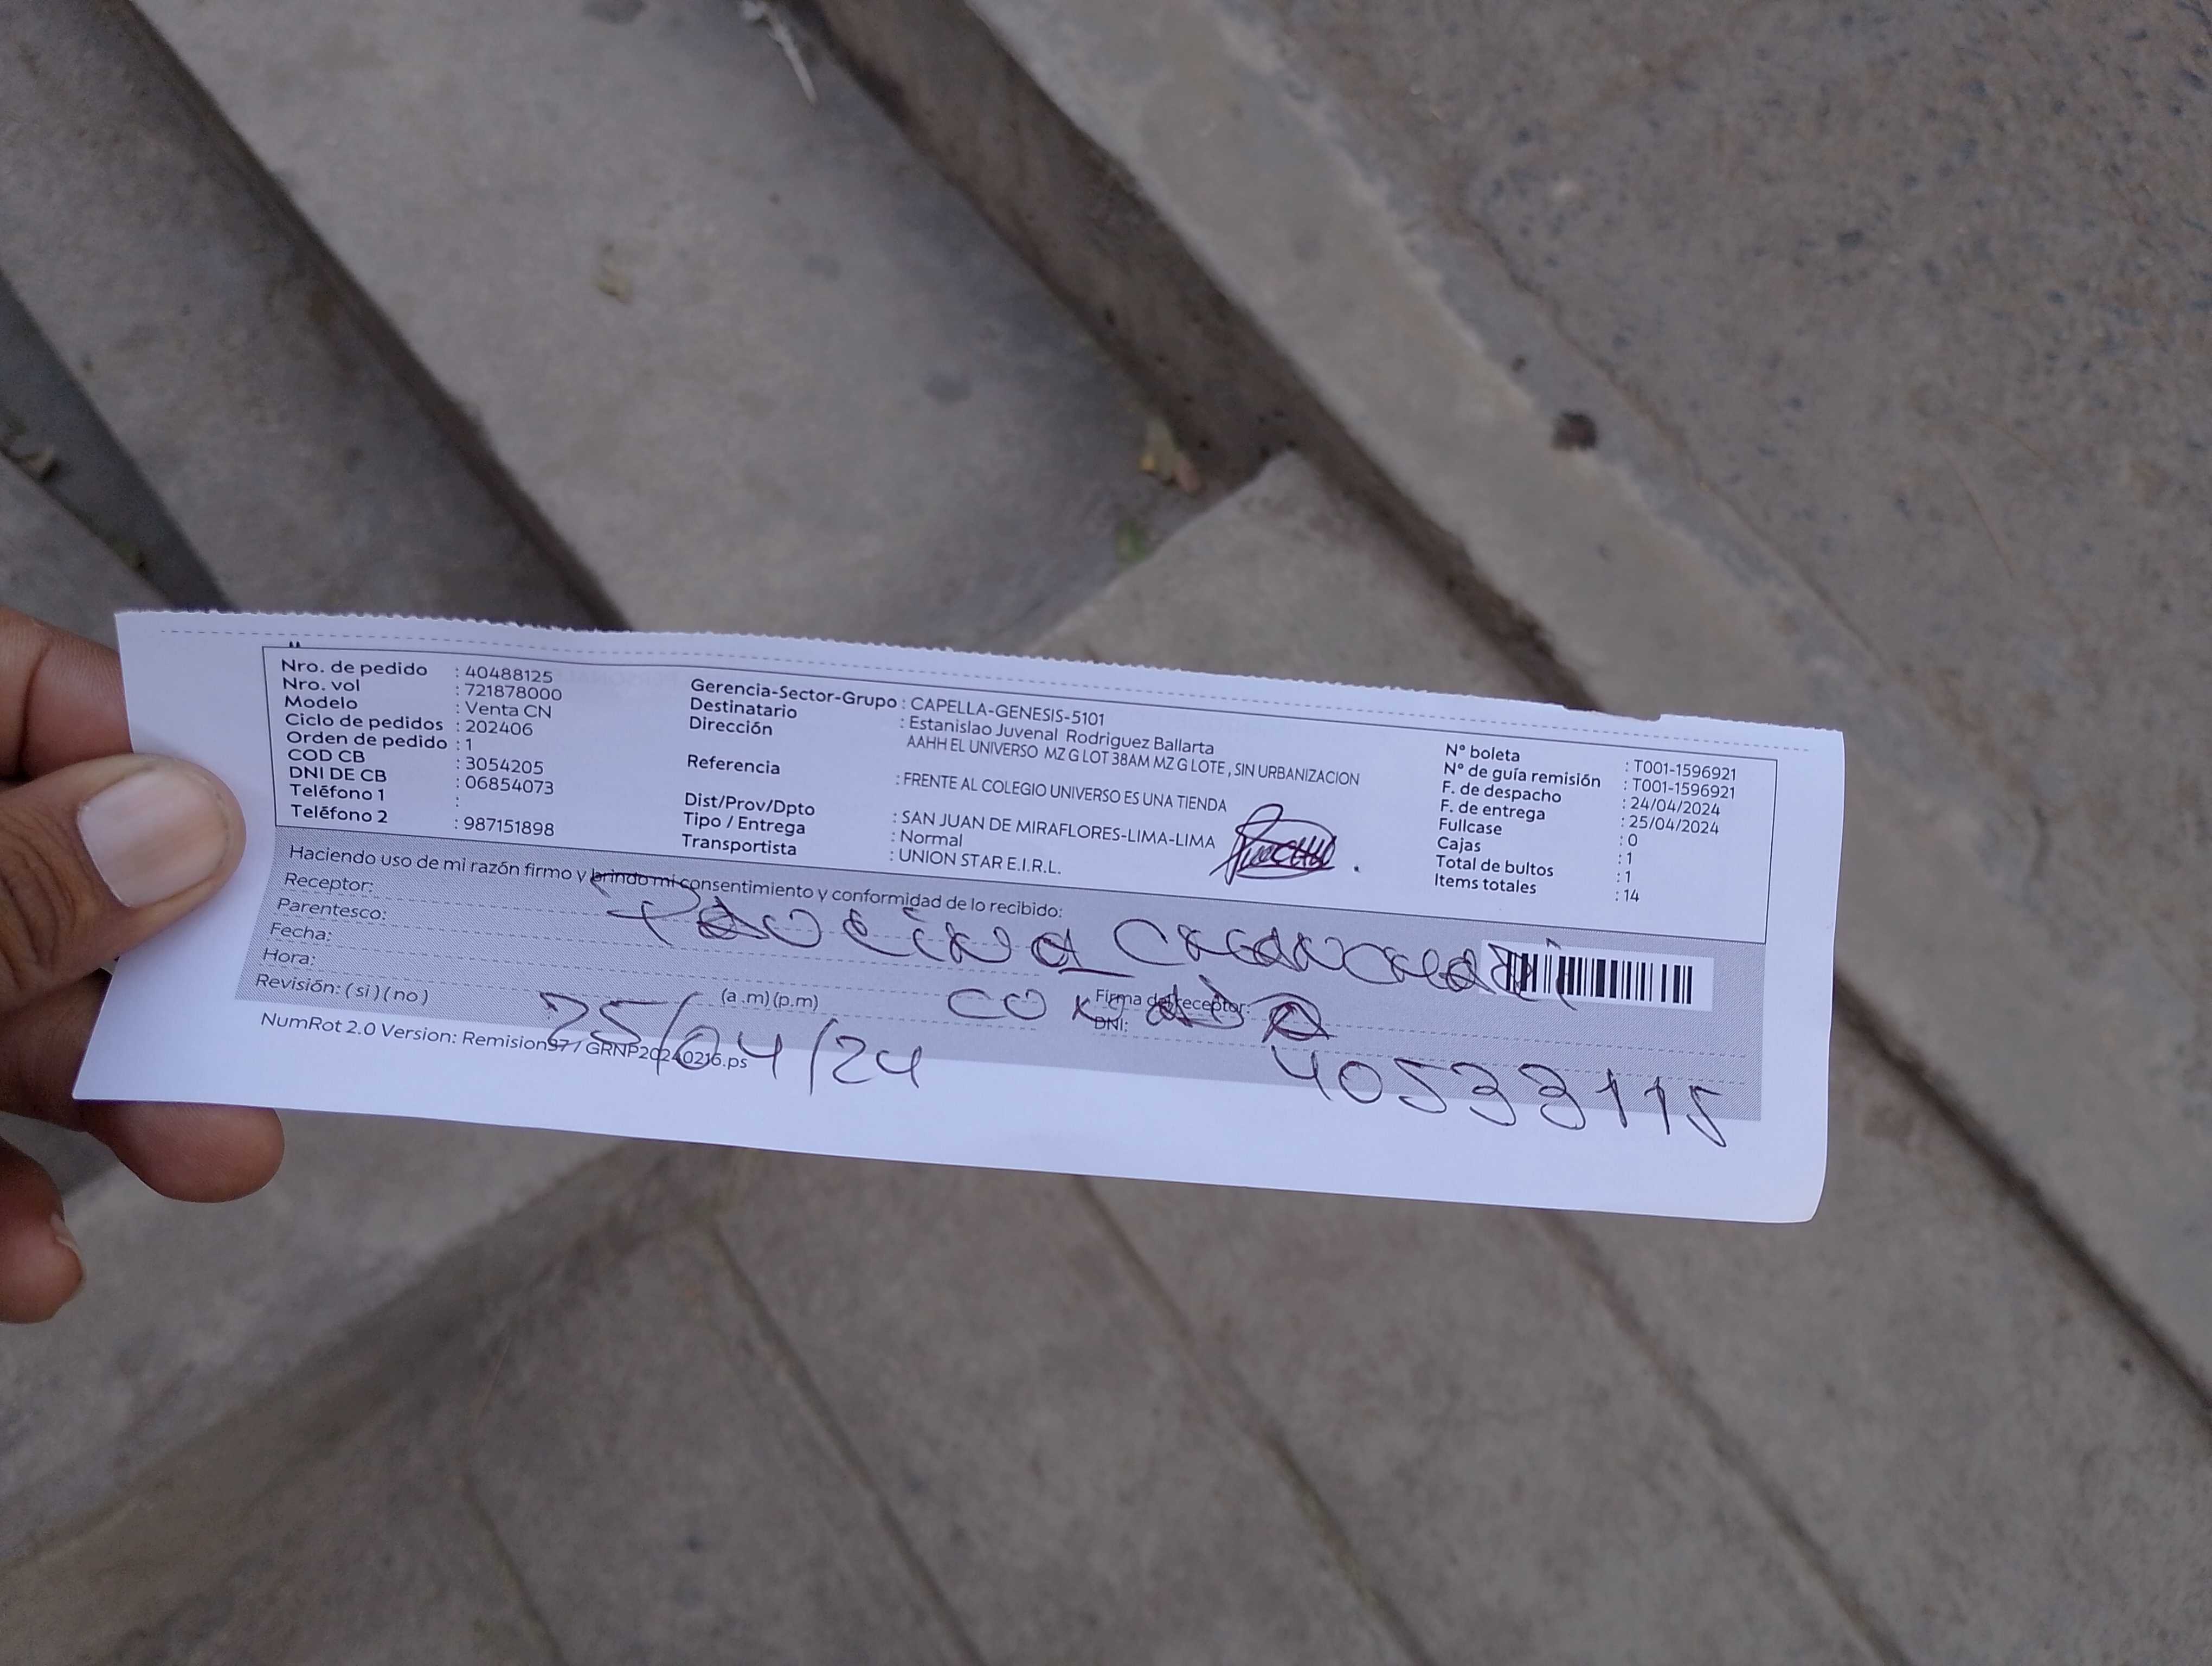 Nro. de pedido : 40488125
Nro. vol : 721878000
Modelo : Venta CN
Ciclo de pedidos : 202406
Orden de pedido : 1
COD CB : 3054205
DNI DE CB : 06854073
Teléfono 1 :
Teléfono 2 : 987151898
Gerencia-Sector-Grupo : CAPELLA-GENESIS-5101
Destinatario : Estanislao Juvenal Rodriguez Ballarta
Dirección AAHH EL UNIVERSO MZ G LOT 38AM MZ G LOTE , SIN URBANIZACION
Referencia : FRENTE AL COLEGIO UNIVERSO ES UNA TIENDA
Dist/Prov/Dpto : SAN JUAN DE MIRAFLORES-LIMA-LIMA
Tipo / Entrega : Normal
Transportista : UNION STAR E.I.R.L.
N° boleta : T001-1596921
N° de guía remisión : T001-1596921
F. de despacho : 24/04/2024
F. de entrega : 25/04/2024
Fullcase : 0
Cajas : 1
Total de bultos : 1
Items totales : 14
Haciendo uso de mi razón firmo y brindo mi consentimiento y conformidad de lo recibido:
Receptor:
Parentesco:
Fecha: 25/04/24
Hora: (a .m) (p.m)
Revisión: ( si ) ( no )
Firma del receptor:
DNI: 40533115
NumRot 2.0 Version: Remision97 / GRNP20240216.ps